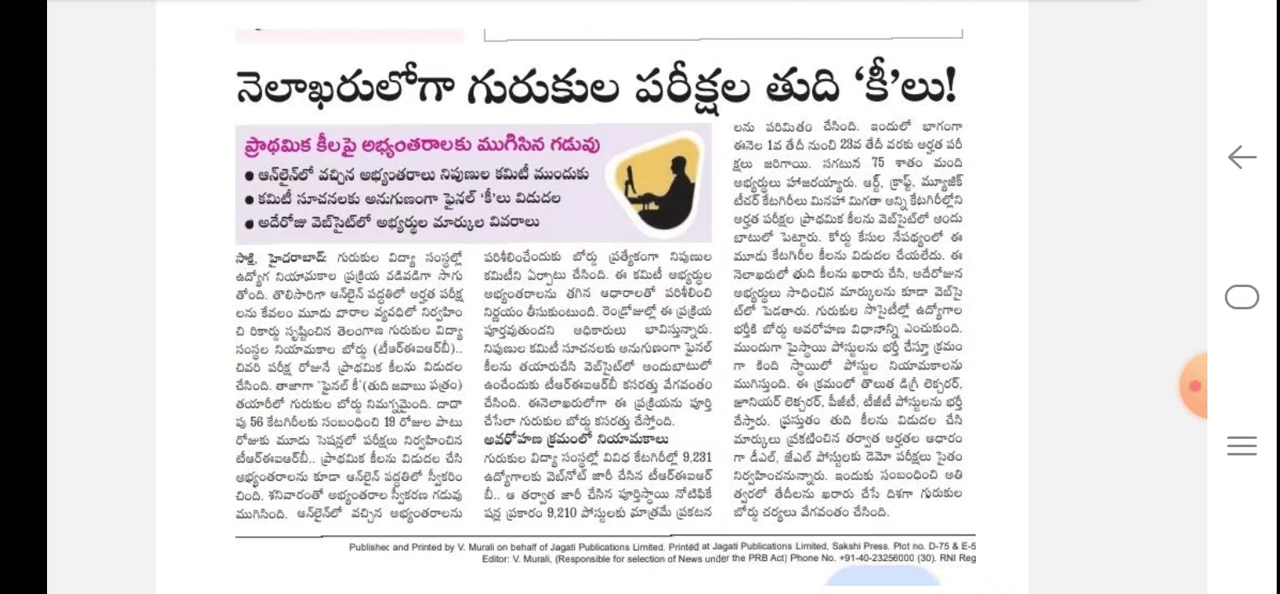 నెలాఖరులోగా గురుకుల పరీక్షల తుది ‘కీ’లు!
ప్రాథమిక కీలపై అభ్యంతరాలకు ముగిసిన గడువు
● ఆన్‌లైన్‌లో వచ్చిన అభ్యంతరాలు నిపుణుల కమిటీ ముందుకు
● కమిటీ సూచనలకు అనుగుణంగా ఫైనల్ ‘కీ’లు విడుదల
● అదేరోజు వెబ్‌సైట్‌లో అభ్యర్థుల మార్కుల వివరాలు
సాక్షి, హైదరాబాద్: గురుకుల విద్యా సంస్థల్లో
ఉద్యోగ నియామకాల ప్రక్రియ వడివడిగా సాగు
తోంది. తొలిసారిగా ఆన్‌లైన్ పద్ధతిలో అర్హత పరీక్ష
లను కేవలం మూడు వారాల వ్యవధిలో నిర్వహిం
చి రికార్డు సృష్టించిన తెలంగాణ గురుకుల విద్యా
సంస్థల నియామకాల బోర్డు (టీఆర్ఈఐఆర్‌బీ)..
చివరి పరీక్ష రోజునే ప్రాథమిక కీలను విడుదల
చేసింది. తాజాగా ‘ఫైనల్ కీ’(తుది జవాబు పత్రం)
తయారీలో గురుకుల బోర్డు నిమగ్నమైంది. దాదా
పు 56 కేటగిరీలకు సంబంధించి 19 రోజుల పాటు
రోజుకు మూడు సెషన్లలో పరీక్షలు నిర్వహించిన
టీఆర్ఈఐఆర్‌బీ.. ప్రాథమిక కీలను విడుదల చేసి
అభ్యంతరాలను కూడా ఆన్‌లైన్ పద్ధతిలో స్వీకరిం
చింది. శనివారంతో అభ్యంతరాల స్వీకరణ గడువు
ముగిసింది. ఆన్‌లైన్‌లో వచ్చిన అభ్యంతరాలను
పరిశీలించేందుకు బోర్డు ప్రత్యేకంగా నిపుణుల
కమిటీని ఏర్పాటు చేసింది. ఈ కమిటీ అభ్యర్థుల
అభ్యంతరాలను తగిన ఆధారాలతో పరిశీలించి
నిర్ణయం తీసుకుంటుంది. రెండ్రోజుల్లో ఈ ప్రక్రియ
పూర్తవుతుందని అధికారులు భావిస్తున్నారు.
నిపుణుల కమిటీ సూచనలకు అనుగుణంగా ఫైనల్
కీలను తయారుచేసి వెబ్‌సైట్‌లో అందుబాటులో
ఉంచేందుకు టీఆర్ఈఐఆర్‌బీ కసరత్తు వేగవంతం
చేసింది. ఈనెలాఖరులోగా ఈ ప్రక్రియను పూర్తి
చేసేలా గురుకుల బోర్డు కసరత్తు చేస్తోంది.
అవరోహణ క్రమంలో నియామకాలు
గురుకుల విద్యా సంస్థల్లో వివిధ కేటగిరీల్లో 9,231
ఉద్యోగాలకు వెబ్‌నోట్ జారీ చేసిన టీఆర్ఈఐఆర్
బీ.. ఆ తర్వాత జారీ చేసిన పూర్తిస్థాయి నోటిఫికే
షన్ల ప్రకారం 9,210 పోస్టులకు మాత్రమే ప్రకటన
లను పరిమితం చేసింది. ఇందులో భాగంగా
ఈనెల 1వ తేదీ నుంచి 23వ తేదీ వరకు అర్హత పరీ
క్షలు జరిగాయి. సగటున 75 శాతం మంది
అభ్యర్థులు హాజరయ్యారు. ఆర్ట్, క్రాఫ్ట్, మ్యూజిక్
టీచర్ కేటగిరీలు మినహా మిగతా అన్ని కేటగిరీల్లోని
అర్హత పరీక్షల ప్రాథమిక కీలను వెబ్‌సైట్‌లో అందు
బాటులో పెట్టారు. కోర్టు కేసుల నేపథ్యంలో ఈ
మూడు కేటగిరీల కీలను విడుదల చేయలేదు. ఈ
నెలాఖరులో తుది కీలను ఖరారు చేసి, అదేరోజున
అభ్యర్థులు సాధించిన మార్కులను కూడా వెబ్‌సై
ట్‌లో పెడతారు. గురుకుల సొసైటీల్లో ఉద్యోగాల
భర్తీకి బోర్డు అవరోహణ విధానాన్ని ఎంచుకుంది.
ముందుగా పైస్థాయి పోస్టులను భర్తీ చేస్తూ క్రమం
గా కింది స్థాయిలో పోస్టుల నియామకాలను
ముగిస్తుంది. ఈ క్రమంలో తొలుత డిగ్రీ లెక్చరర్,
జూనియర్ లెక్చరర్, పీజీటీ, టీజీటీ పోస్టులను భర్తీ
చేస్తారు. ప్రస్తుతం తుది కీలను విడుదల చేసి
మార్కులు ప్రకటించిన తర్వాత అర్హతల ఆధారం
గా డీఎల్, జేఎల్ పోస్టులకు డెమో పరీక్షలు సైతం
నిర్వహించనున్నారు. ఇందుకు సంబంధించి అతి
త్వరలో తేదీలను ఖరారు చేసే దిశగా గురుకుల
బోర్డు చర్యలు వేగవంతం చేసింది.
Published and Printed by V. Murali on behalf of Jagati Publications Limited, Printed at Jagati Publications Limited, Sakshi Press, Plot no. D-75 & E-5
Editor: V. Murali, (Responsible for selection of News under the PRB Act) Phone No. +91-40-23256000 (30). RNI Reg